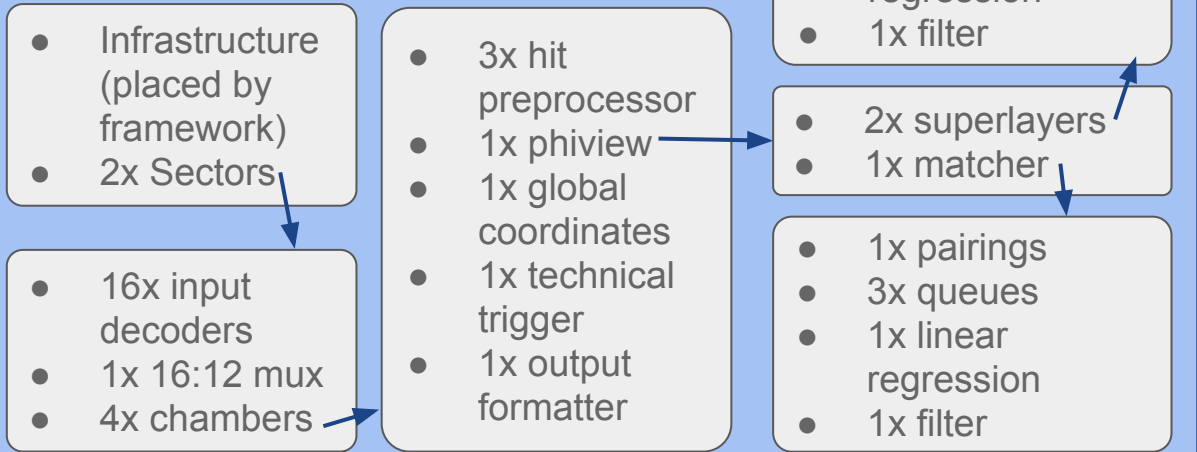 Infrastructure
(placed by
framework)
2x Sectors
16x input
decoders
1x 16:12 mux
4x chambers
3x hit
preprocessor
1x phiview
1x global
coordinates
1x technical
trigger
1x output
formatter
regression
1x filter
2x superlayers
1x matcher
1x pairings
3x queues
1x linear
regression
1x filter